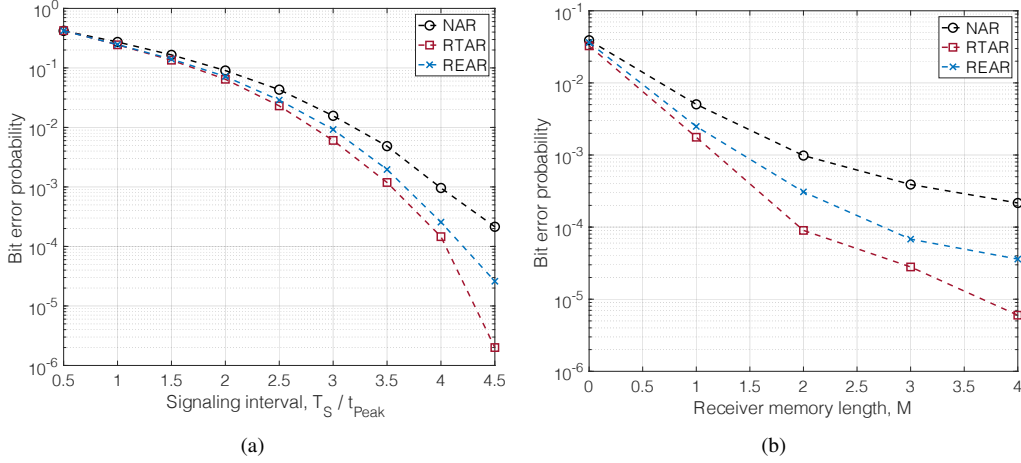 10^0
10^-1
10^-2
10^-3
10^-4
10^-5
10^-6
Bit error probability
0.5 1 1.5 2 2.5 3 3.5 4 4.5
Signaling interval, T_S / t_Peak
NAR
RTAR
REAR
(a)
10^-1
10^-2
10^-3
10^-4
10^-5
10^-6
Bit error probability
0 0.5 1 1.5 2 2.5 3 3.5 4
Receiver memory length, M
NAR
RTAR
REAR
(b)